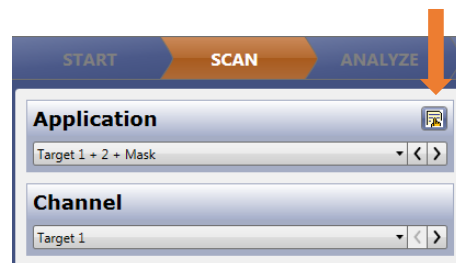 START SCAN ANALYZE
Application
Target 1 + 2 + Mask
Channel
Target 1